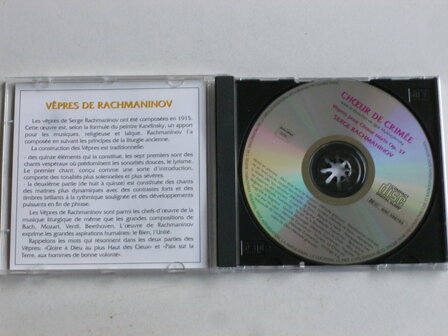 VÊPRES DE RACHMANINOV
Les vêpres de Serge Rachmaninov ont été composées en 1915.
Cette œuvre est, selon la formule du peintre Kandinsky, un apport
pour les musiques, religieuse et laïque. Rachmaninov l'a
composée en suivant les principes de la liturgie ancienne.
La construction des Vêpres est traditionnelle:
- des quinze éléments qui la constitue, les sept premiers sont des
chants vespéraux où prédominent les sonorités douces, le lyrisme.
Le premier chant, conçu comme une sorte d'introduction,
comporte des tonalités plus solennelles et plus sévères.
- la deuxième partie (de huit à quinze) est constitué des chants
des matines plus dynamiques avec des contrastes forts et des
timbres brillants à la rythmique soulignée et des développements
puissants en fin de phrase.
Les Vêpres de Rachmaninov sont parmi les chefs-d'œuvre de la
musique liturgique de même que les grandes compositions de
Bach, Mozart, Verdi, Beethoven. L'œuvre de Rachmaninov
exprime les grandes aspirations humaines: le Bien, l'Unité.
Rappelons les mots qui résonnent dans les deux parties des
Vêpres: «Gloire à Dieu au plus Haut des Cieux» et «Paix sur la
Terre, aux hommes de bonne volonté».
CHŒUR DE CRIMÉE
Vêpres pour Chœur mixte Op. 37
SERGE RACHMANINOV
COMPACT
disc